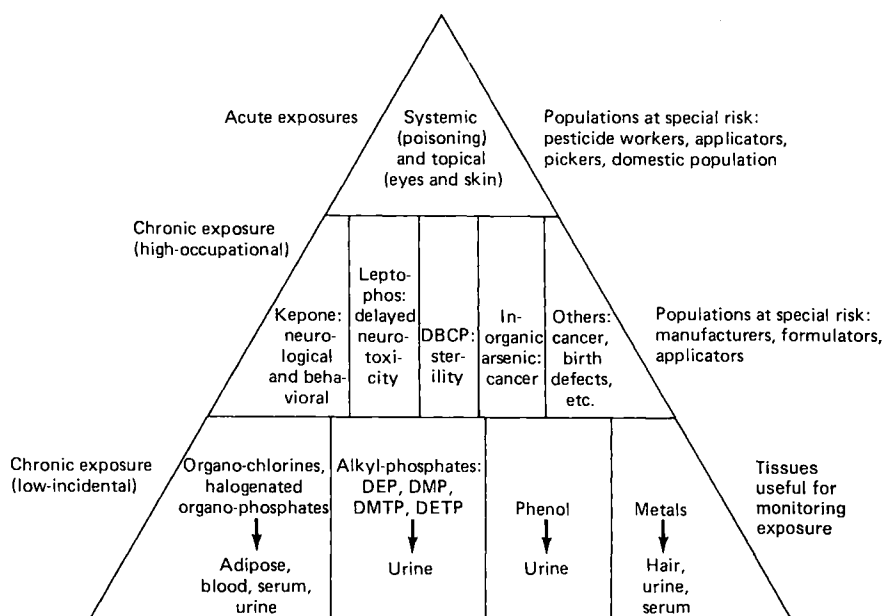 Acute exposures
Systemic
(poisoning)
and topical
(eyes and skin)
Populations at special risk:
pesticide workers, applicators,
pickers, domestic population
Chronic exposure
(high-occupational)
Kepone:
neuro-
logical
and beha-
vioral
Lepto-
phos:
delayed
neuro-
toxi-
city
DBCP:
ster-
ility
In-
organic
arsenic:
cancer
Others:
cancer,
birth
defects,
etc.
Populations at special risk:
manufacturers, formulators,
applicators
Chronic exposure
(low-incidental)
Organo-chlorines,
halogenated
organo-phosphates
Adipose,
blood, serum,
urine
Alkyl-phosphates:
DEP, DMP,
DMTP, DETP
Urine
Phenol
Urine
Metals
Hair,
urine,
serum
Tissues
useful for
monitoring
exposure